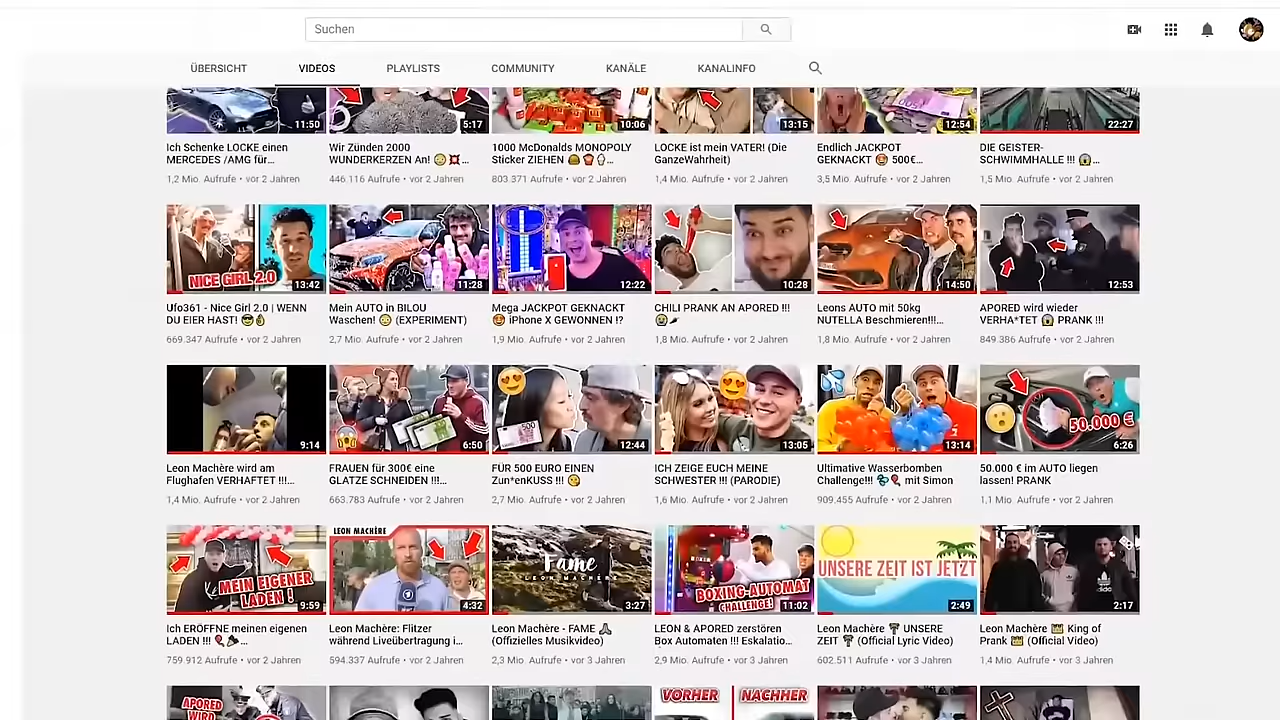 Suchen
ÜBERSICHT VIDEOS PLAYLISTS COMMUNITY KANÄLE KANALINFO
11:50 5:17 10:06 13:15 12:54 22:27
Ich Schenke LOCKE einen Wir Zünden 2000 1000 McDonalds MONOPOLY LOCKE ist mein VATER! (Die Endlich JACKPOT DIE GEISTER-
MERCEDES /AMG für... WUNDERKERZEN An! 😳💥... Sticker ZIEHEN 🍔🍟🍦... GanzeWahrheit) GEKNACKT 🤑 500€... SCHWIMMHALLE !!! 😱...
1,2 Mio. Aufrufe • vor 2 Jahren 446.116 Aufrufe • vor 2 Jahren 803.371 Aufrufe • vor 2 Jahren 1,4 Mio. Aufrufe • vor 2 Jahren 3,5 Mio. Aufrufe • vor 2 Jahren 1,5 Mio. Aufrufe • vor 2 Jahren
NICE GIRL 2.0
13:42 11:28 12:22 10:28 14:50 12:53
Ufo361 - Nice Girl 2.0 | WENN Mein AUTO in BILOU Mega JACKPOT GEKNACKT CHILI PRANK AN APORED !!! Leons AUTO mit 50kg APORED wird wieder
DU EIER HAST! 😎👌 Waschen! 😳 (EXPERIMENT) 🤑 iPhone X GEWONNEN !? 😭🌶 NUTELLA Beschmieren!!!... VERHA*TET 😱 PRANK !!!
669.347 Aufrufe • vor 2 Jahren 2,7 Mio. Aufrufe • vor 2 Jahren 1,9 Mio. Aufrufe • vor 2 Jahren 1,8 Mio. Aufrufe • vor 2 Jahren 1,8 Mio. Aufrufe • vor 2 Jahren 849.386 Aufrufe • vor 2 Jahren
50.000 €
9:14 6:50 12:44 13:05 13:14 6:26
Leon Machère wird am FRAUEN für 300€ eine FÜR 500 EURO EINEN ICH ZEIGE EUCH MEINE Ultimative Wasserbomben 50.000 € im AUTO liegen
Flughafen VERHAFTET !!!... GLATZE SCHNEIDEN !!!... Zun*enKUSS !!! 😘 SCHWESTER !!! (PARODIE) Challenge!!! 💦🎈 mit Simon lassen! PRANK
1,4 Mio. Aufrufe • vor 2 Jahren 663.783 Aufrufe • vor 2 Jahren 2,7 Mio. Aufrufe • vor 2 Jahren 1,6 Mio. Aufrufe • vor 2 Jahren 909.455 Aufrufe • vor 2 Jahren 1,1 Mio. Aufrufe • vor 2 Jahren
LEON MACHÈRE
MEIN EIGENER
LADEN !
Fame
LEON MACHÈRE
BOXING-AUTOMAT
CHALLENGE!
UNSERE ZEIT IST JETZT
adidas
9:59 4:32 3:27 11:02 2:49 2:17
Ich ERÖFFNE meinen eigenen Leon Machère: Flitzer Leon Machère - FAME 🙏 LEON & APORED zerstören Leon Machère 🌴 UNSERE Leon Machère 👑 King of
LADEN !!! 🎈🎉... während Liveübertragung i... (Offizielles Musikvideo) Box Automaten !!! Eskalatio... ZEIT 🌴 (Official Lyric Video) Prank 👑 (Official Video)
759.912 Aufrufe • vor 2 Jahren 594.337 Aufrufe • vor 2 Jahren 2,3 Mio. Aufrufe • vor 3 Jahren 2,9 Mio. Aufrufe • vor 3 Jahren 602.511 Aufrufe • vor 3 Jahren 1,4 Mio. Aufrufe • vor 3 Jahren
APORED
WIRD
VORHER NACHHER